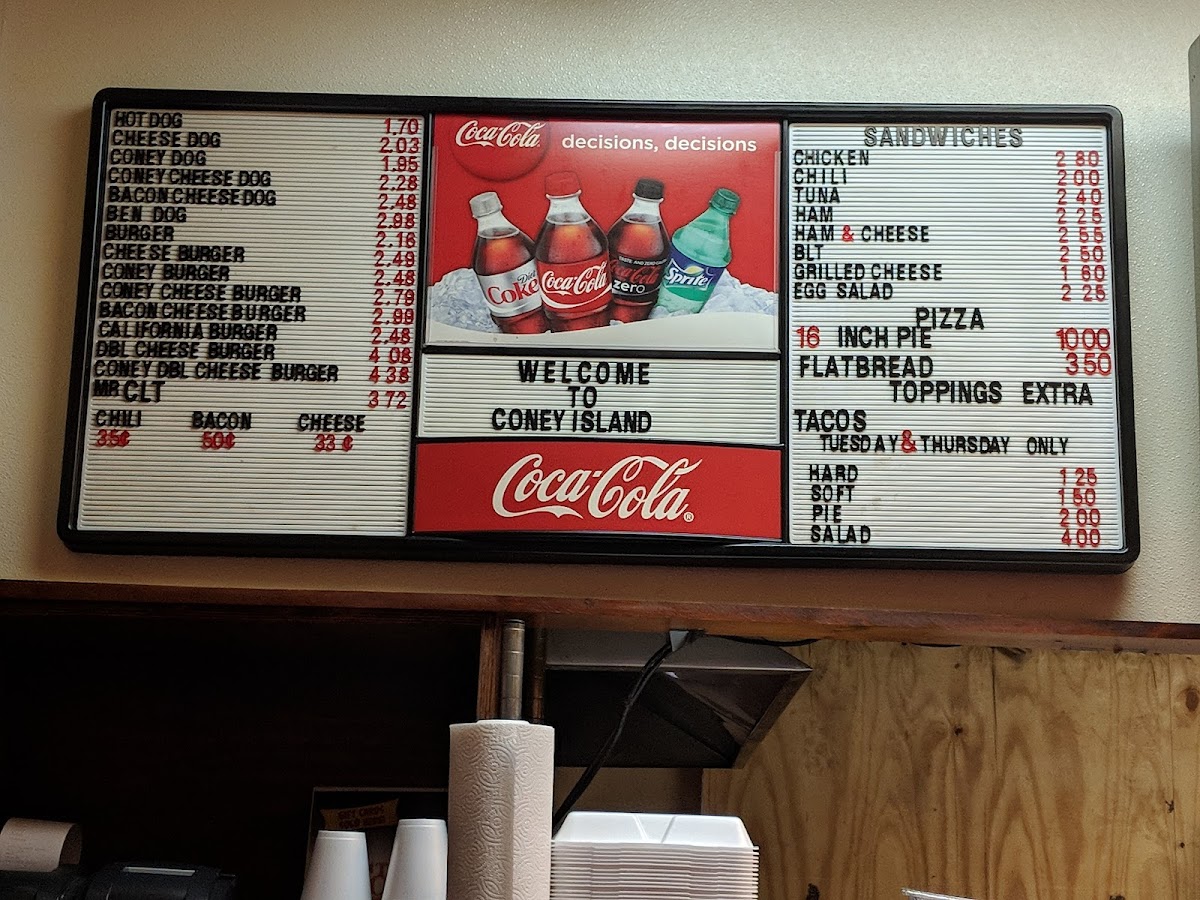 HOT DOG 1.70
CHEESE DOG 2.03
CONEY DOG 1.95
CONEY CHEESE DOG 2.28
BACON CHEESE DOG 2.48
BEN DOG 2.98
BURGER 2.16
CHEESE BURGER 2.49
CONEY BURGER 2.48
CONEY CHEESE BURGER 2.79
BACON CHEESE BURGER 2.99
CALIFORNIA BURGER 2.48
DBL CHEESE BURGER 4 08
CONEY DBL CHEESE BURGER 4 38
MR CLT 3 72
CHILI BACON CHEESE
35¢ 50¢ 33 ¢
Coca-Cola decisions, decisions
Diet Coke
Coca-Cola
Coca-Cola zero
Sprite
WELCOME
TO
CONEY ISLAND
Coca-Cola®
SANDWICHES
CHICKEN 2 80
CHILI 2 00
TUNA 2 40
HAM 2 25
HAM & CHEESE 2 55
BLT 2 50
GRILLED CHEESE 1 60
EGG SALAD 2 25
PIZZA
16 INCH PIE 1000
FLATBREAD 350
TOPPINGS EXTRA
TACOS
TUESDAY & THURSDAY ONLY
HARD 1 25
SOFT 1 50
PIE 2 00
SALAD 4 00